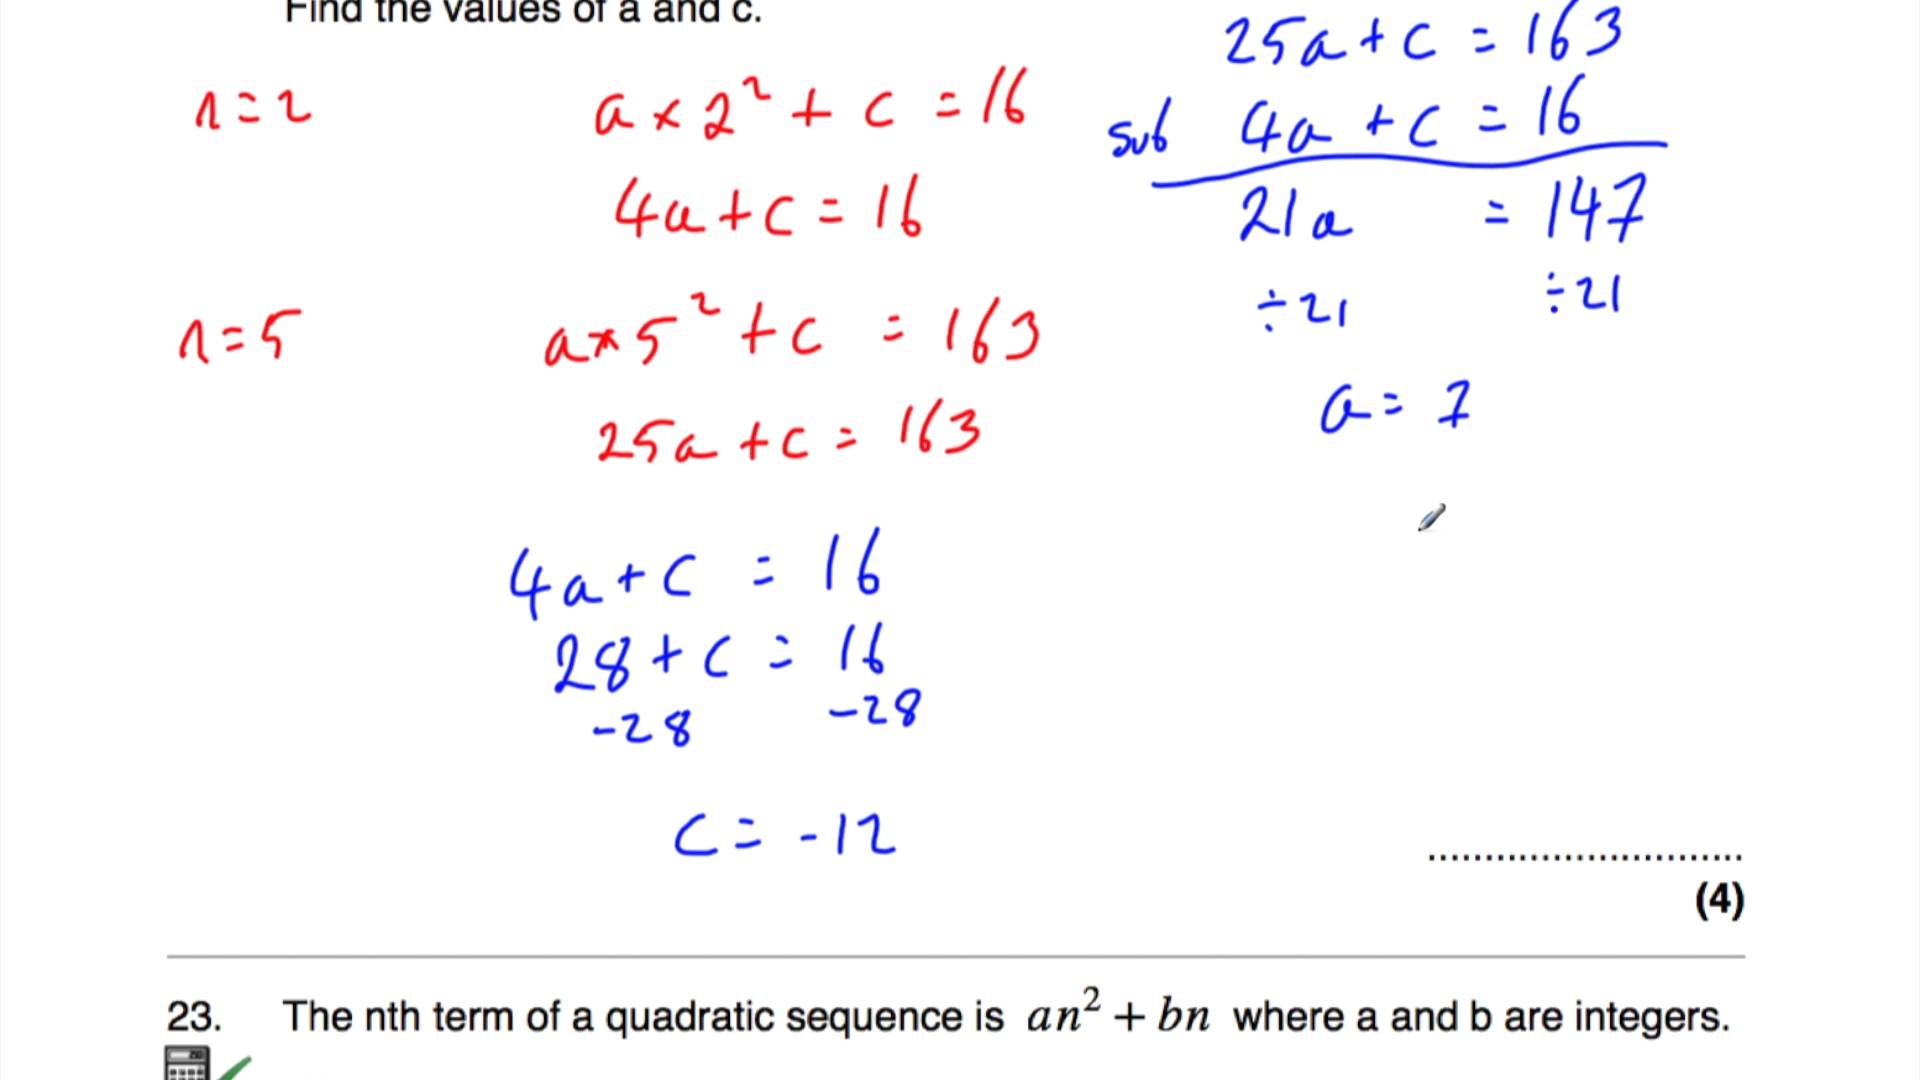 Find the values of a and c.
n=2
a × 2² + c = 16
4a + c = 16
n=5
a × 5² + c = 163
25a + c = 163
4a + c = 16
28 + c = 16
-28 -28
c = -12
25a + c = 163
sub 4a + c = 16
21a = 147
÷21 ÷21
a = 7
..............................
(4)
23. The nth term of a quadratic sequence is an² + bn where a and b are integers.